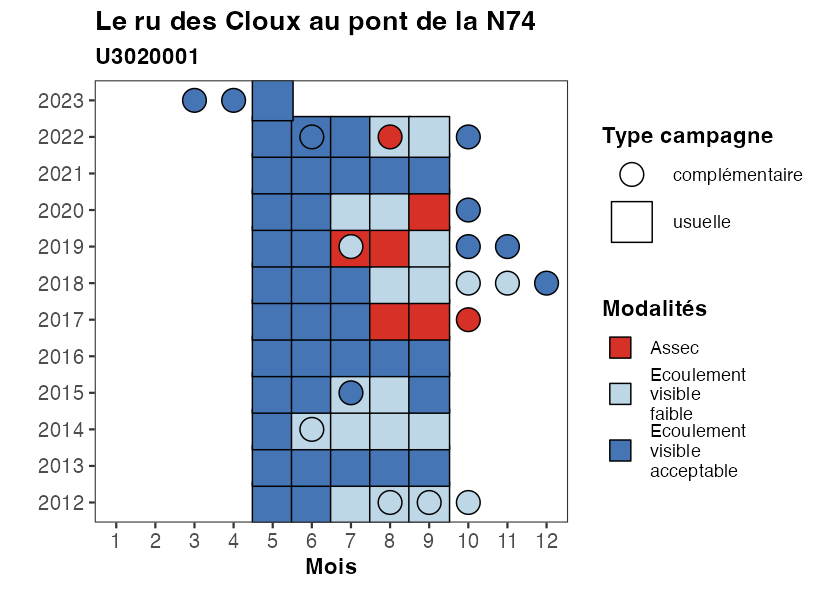 Le ru des Cloux au pont de la N74
U3020001
2023
2022
2021
2020
2019
2018
2017
2016
2015
2014
2013
2012
1 2 3 4 5 6 7 8 9 10 11 12
Mois
Type campagne
complémentaire
usuelle
Modalités
Assec
Ecoulement
visible
faible
Ecoulement
visible
acceptable